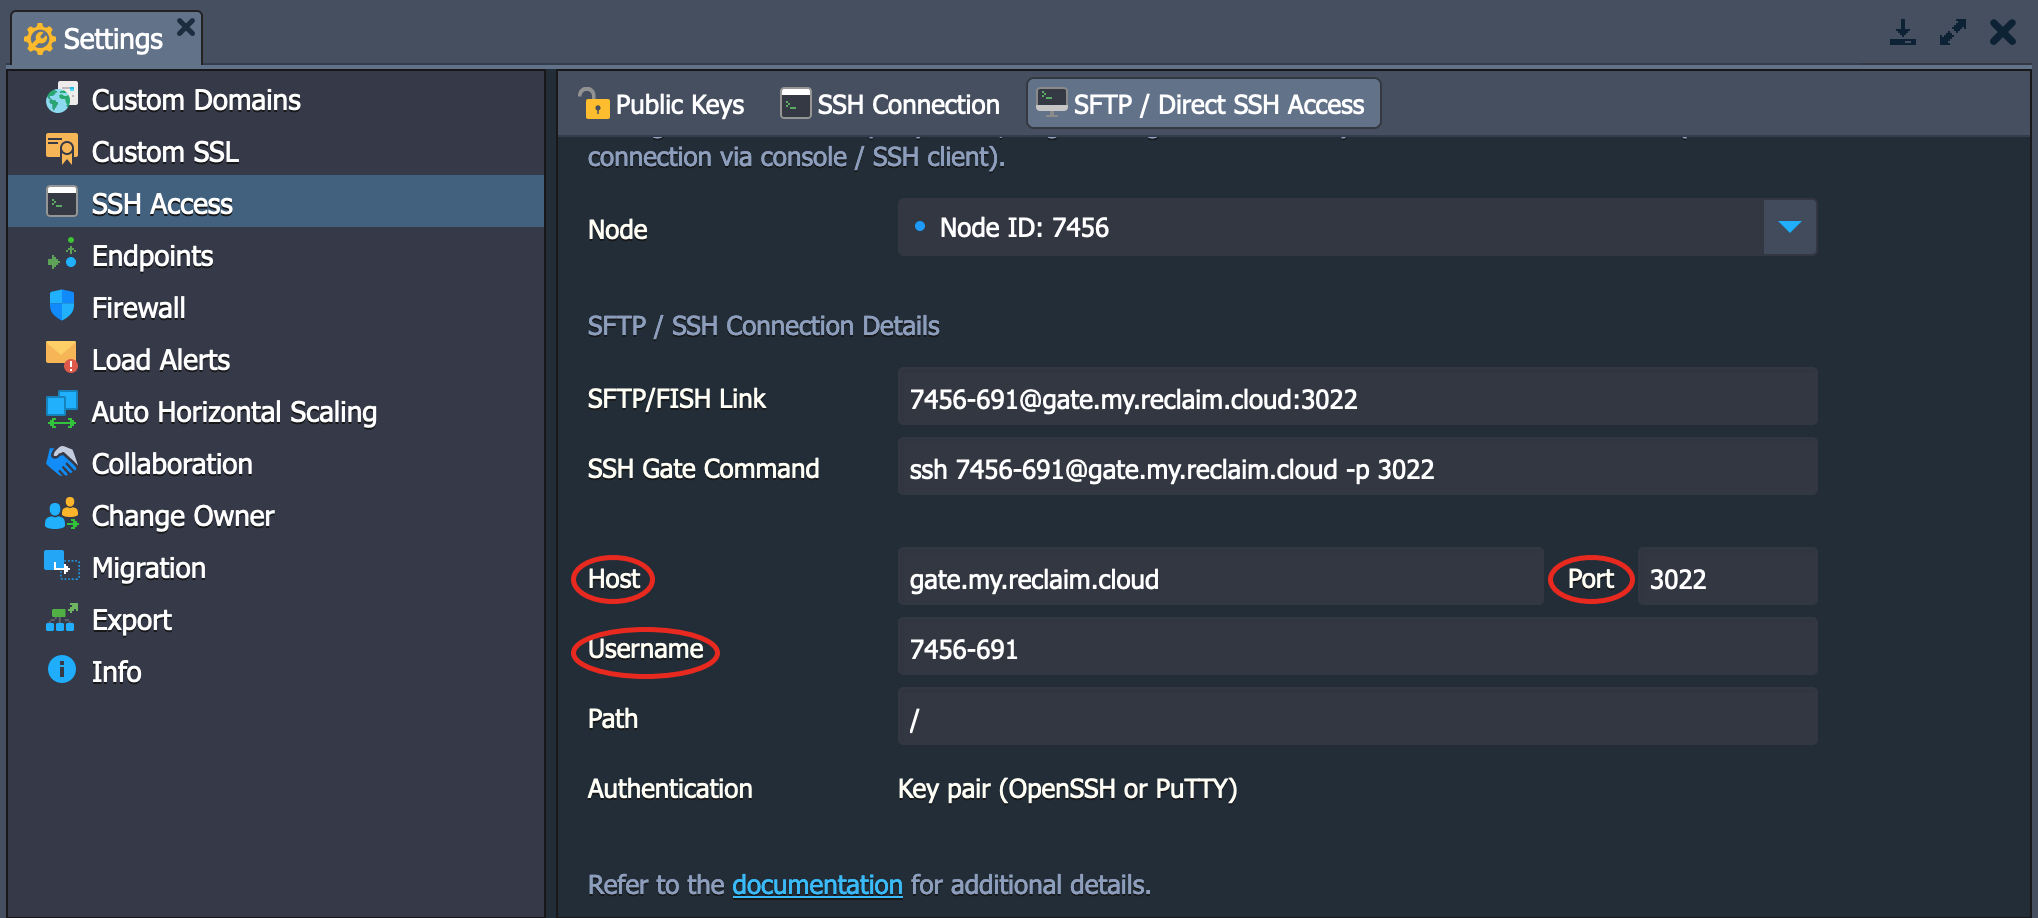 Settings
Custom Domains
Custom SSL
SSH Access
Endpoints
Firewall
Load Alerts
Auto Horizontal Scaling
Collaboration
Change Owner
Migration
Export
Info
Public Keys
SSH Connection
SFTP / Direct SSH Access
connection via console / SSH client).
Node
Node ID: 7456
SFTP / SSH Connection Details
SFTP/FISH Link
7456-691@gate.my.reclaim.cloud:3022
SSH Gate Command
ssh 7456-691@gate.my.reclaim.cloud -p 3022
Host
gate.my.reclaim.cloud
Port
3022
Username
7456-691
Path
/
Authentication
Key pair (OpenSSH or PuTTY)
Refer to the documentation for additional details.